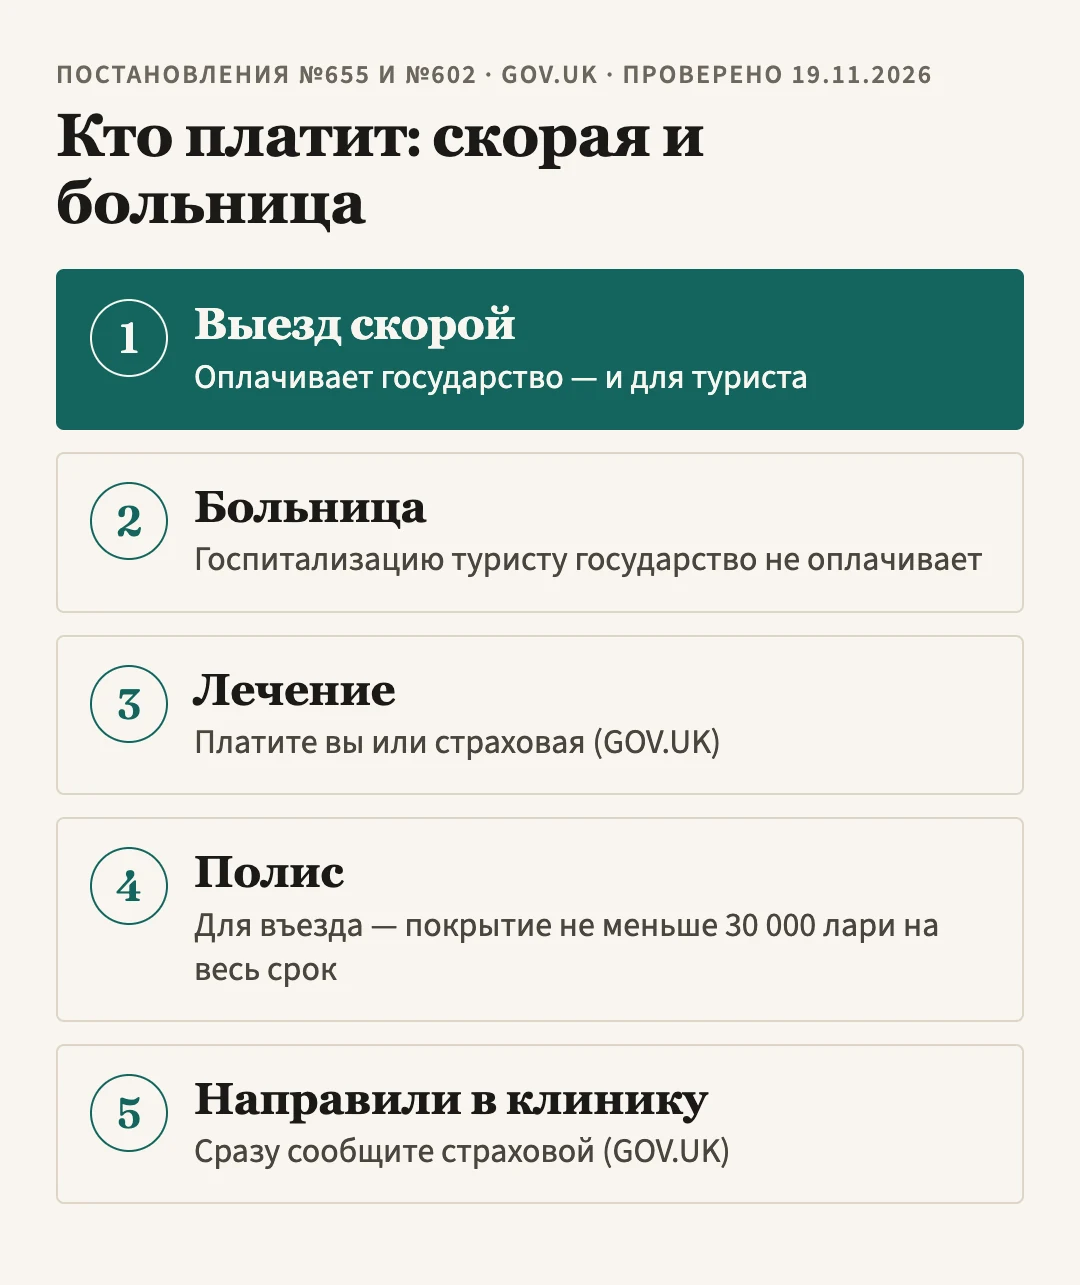 ПОСТАНОВЛЕНИЯ №655 И №602 · GOV.UK · ПРОВЕРЕНО 19.11.2026
Кто платит: скорая и
больница
1
Выезд скорой
Оплачивает государство — и для туриста
2
Больница
Госпитализацию туристу государство не оплачивает
3
Лечение
Платите вы или страховая (GOV.UK)
4
Полис
Для въезда — покрытие не меньше 30 000 лари на
весь срок
5
Направили в клинику
Сразу сообщите страховой (GOV.UK)